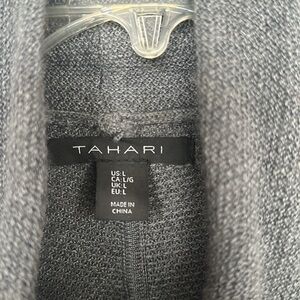 TAHARI
US:L
CA:L/G
UK:L
EU:L
MADE IN
CHINA